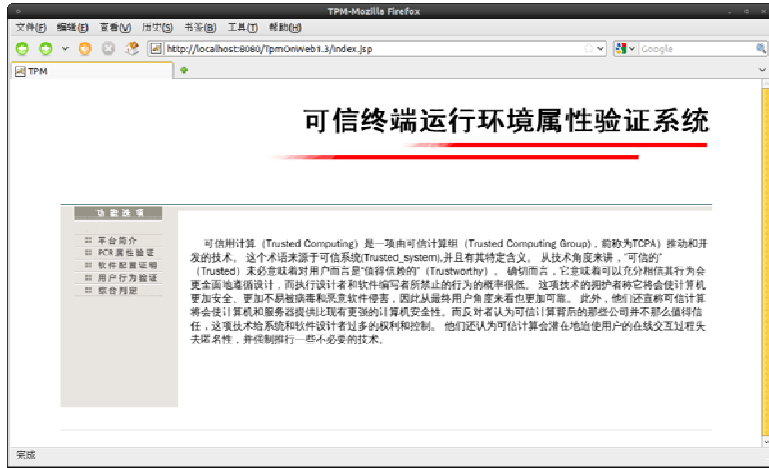 TPM-Mozilla Firefox
文件(F) 编辑(E) 查看(V) 历史(S) 书签(B) 工具(T) 帮助(H)
http://localhost:8080/TpmOnWeb1.3/index.jsp
Google
TPM
可信终端运行环境属性验证系统
功能选项
平台简介
PCR属性验证
软件配置证明
用户行为验证
综合判定
可信用计算（Trusted Computing）是一项由可信计算组（Trusted Computing Group），前称为TCPA）推动和开
发的技术。 这个术语来源于可信系统(Trusted_system),并且有其特定含义。 从技术角度来讲，“可信的”
（Trusted）未必意味着对用户而言是“值得信赖的”（Trustworthy）。 确切而言，它意味着可以充分相信其行为会
更全面地遵循设计，而执行设计者和软件编写者所禁止的行为的概率很低。 这项技术的拥护者称它将会使计算机
更加安全、更加不易被病毒和恶意软件侵害，因此从最终用户角度来看也更加可靠。 此外，他们还宣称可信计算
将会使计算机和服务器提供比现有更强的计算机安全性。而反对者认为可信计算背后的那些公司并不那么值得信
任，这项技术给系统和软件设计者过多的权利和控制。 他们还认为可信计算会潜在地迫使用户的在线交互过程失
去匿名性，并强制推行一些不必要的技术。
完成